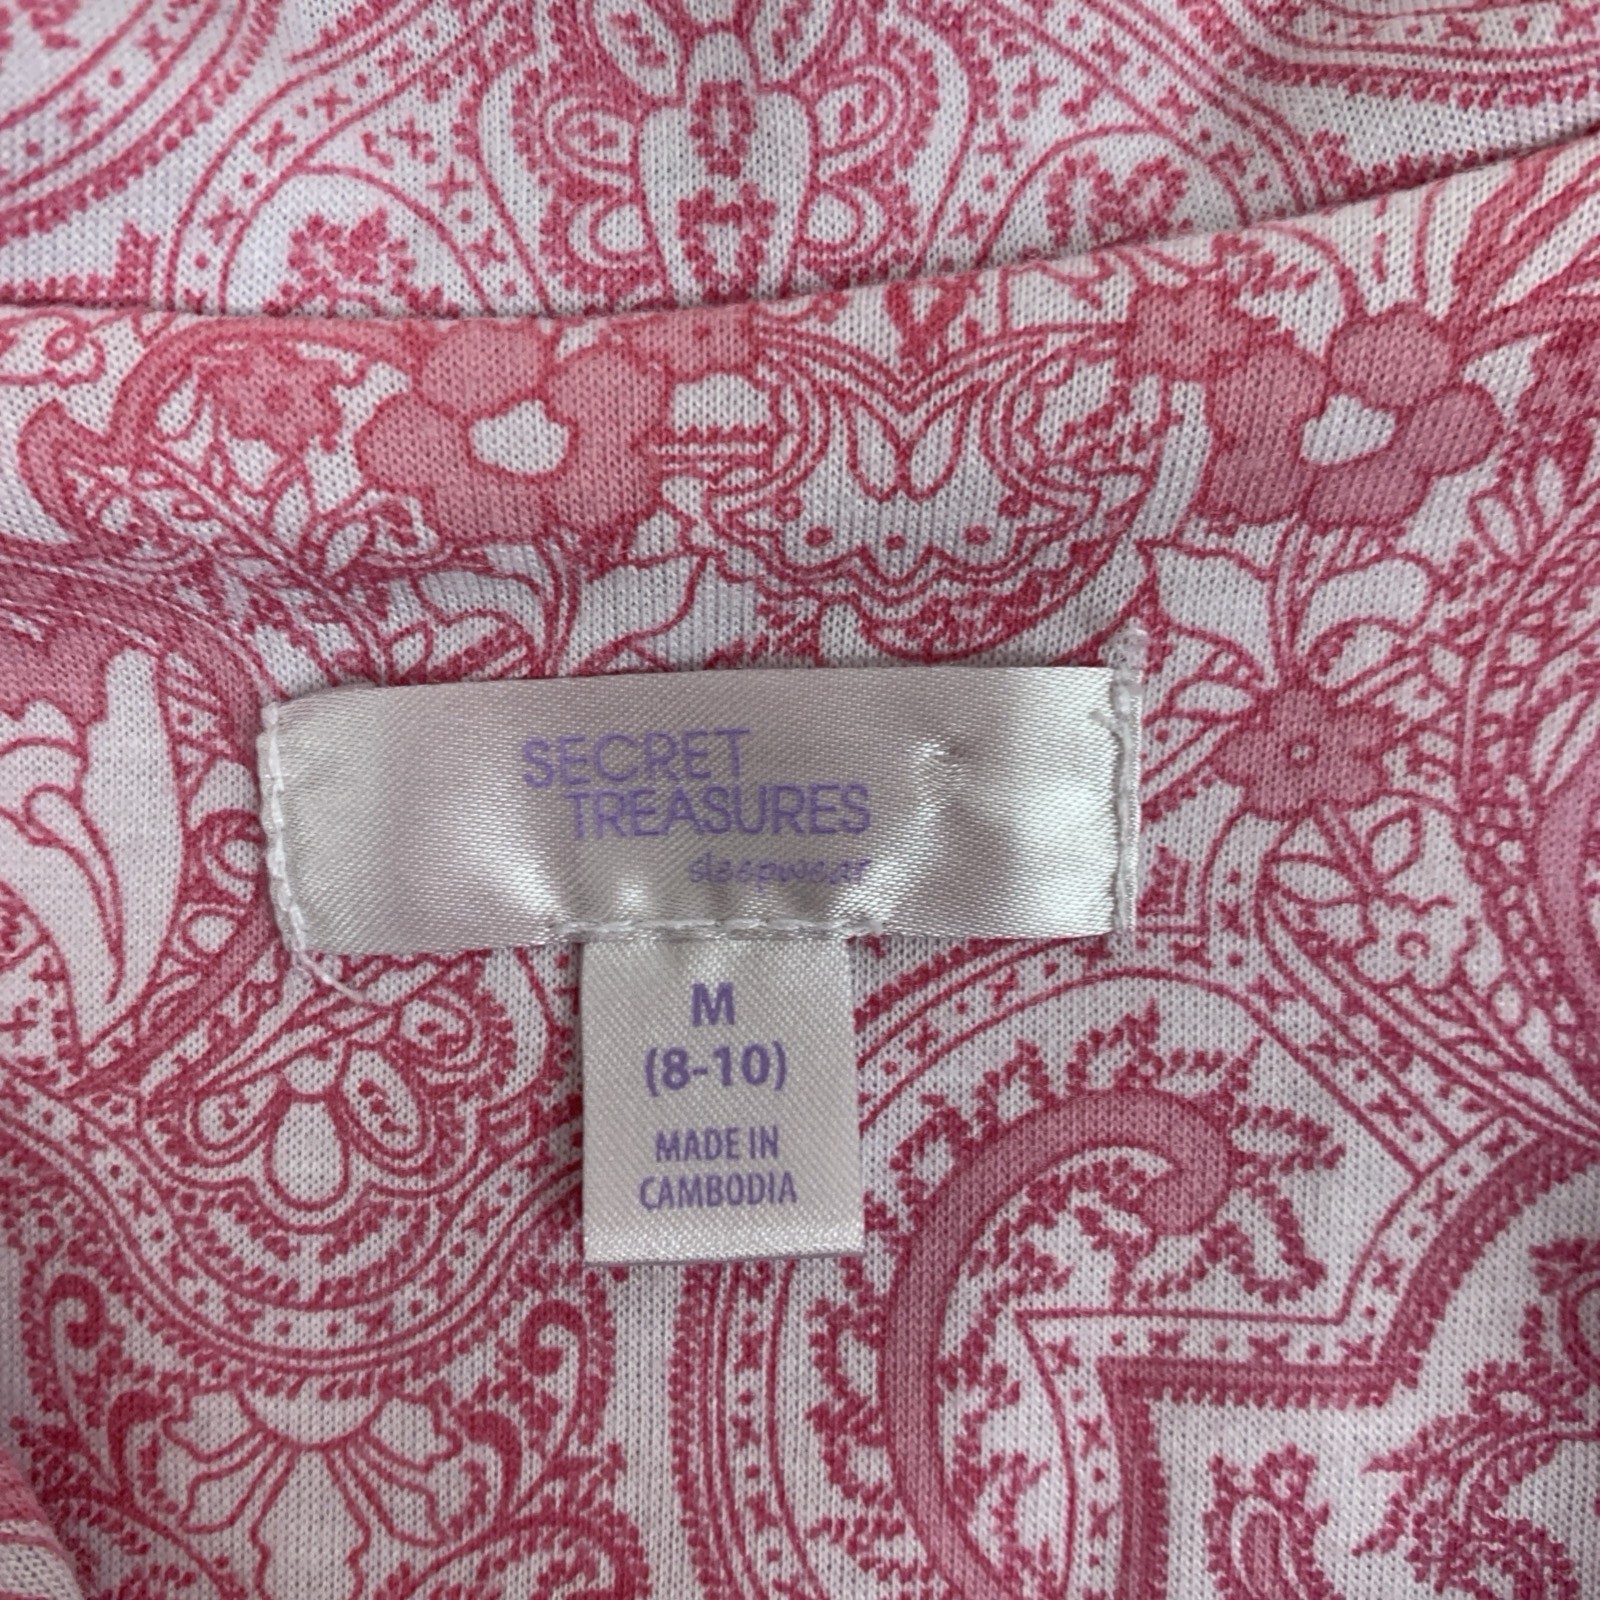 SECRET
TREASURES
sleepwear
M
(8-10)
MADE IN
CAMBODIA